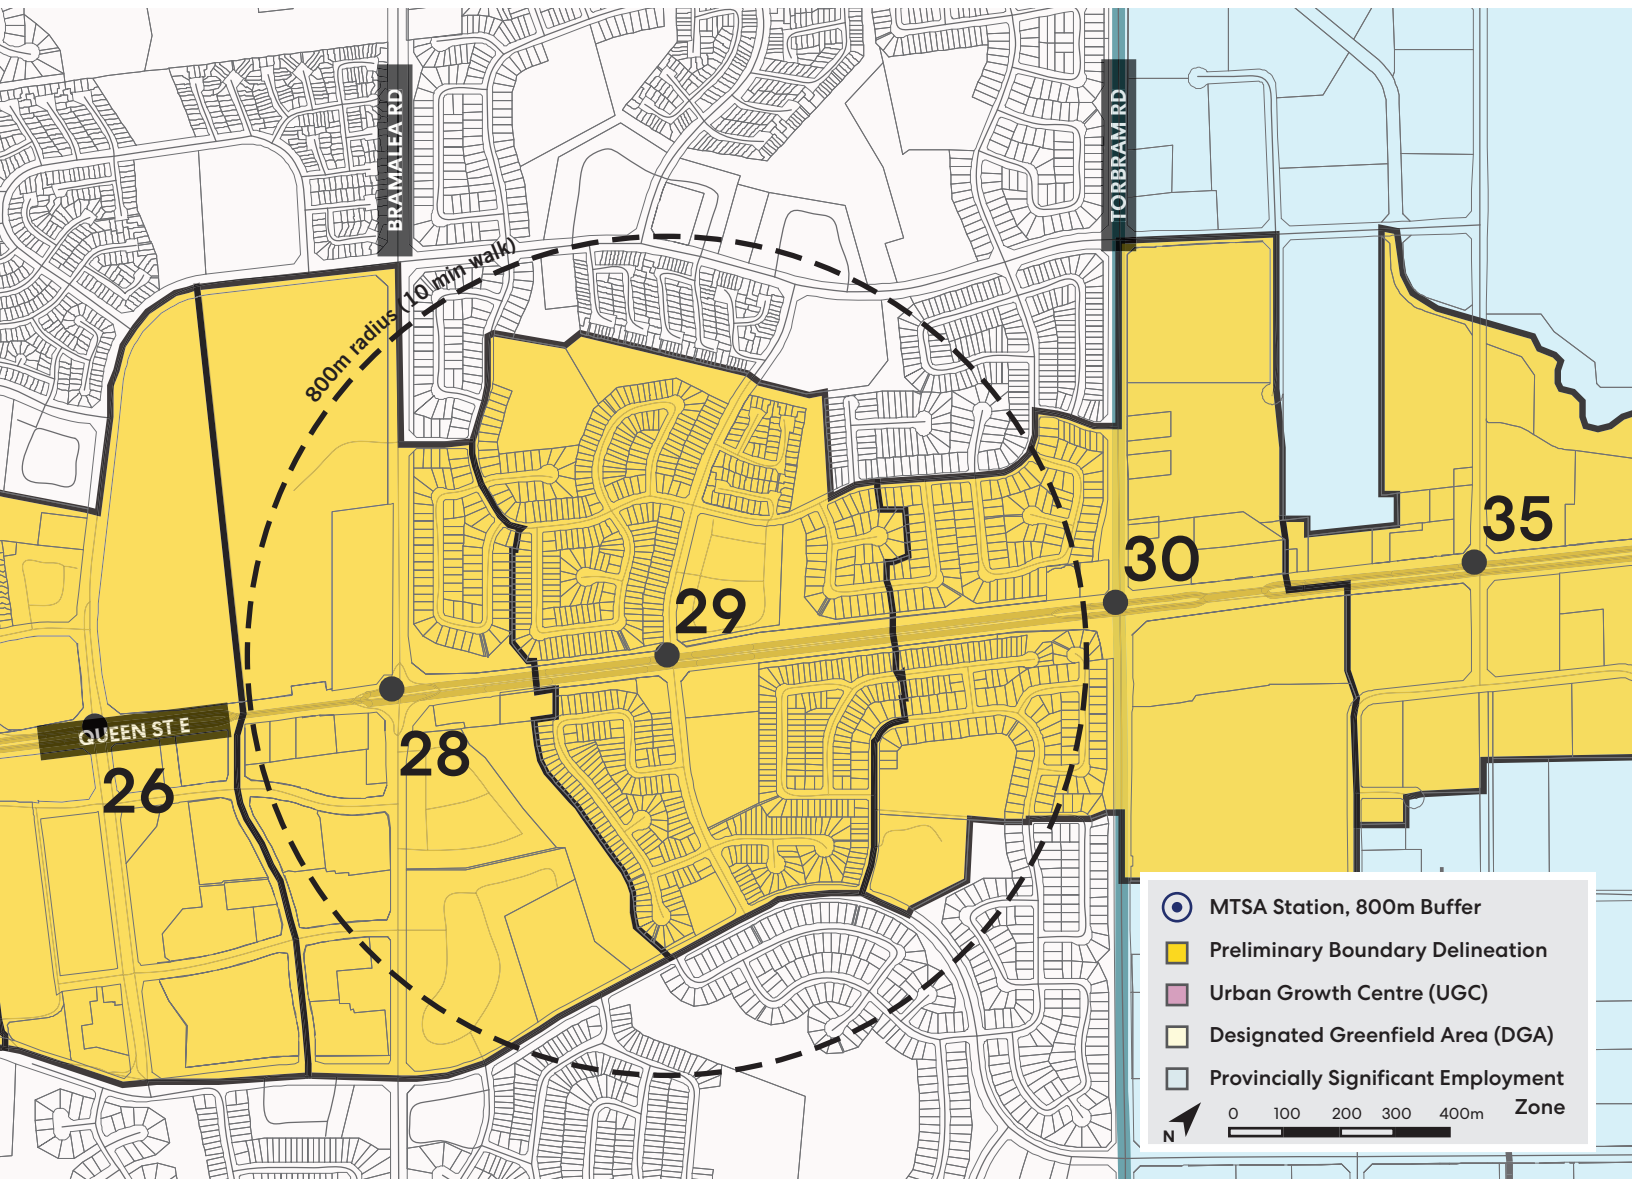 BRAMALEA RD
TORBRAM RD
800m radius (10 min walk)
35
30
29
28
QUEEN ST E
26
MTSA Station, 800m Buffer
Preliminary Boundary Delineation
Urban Growth Centre (UGC)
Designated Greenfield Area (DGA)
Provincially Significant Employment
Zone
N
0 100 200 300 400m